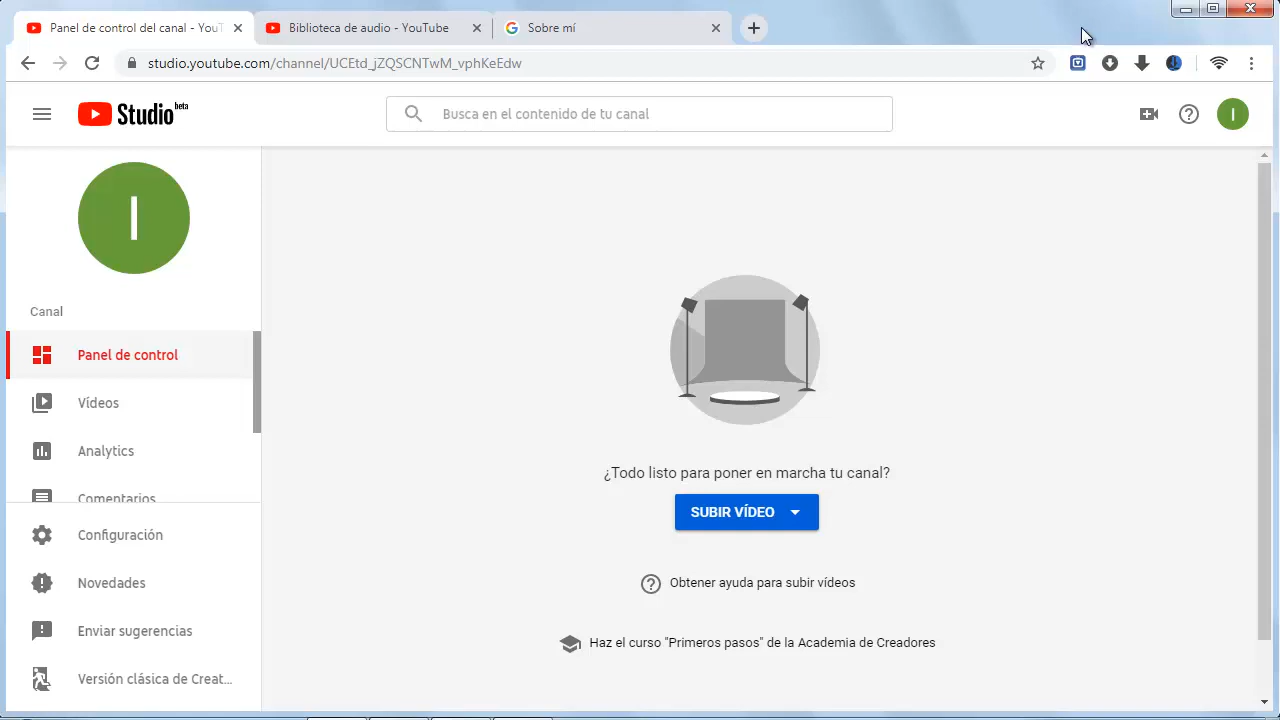 Panel de control del canal - YouT
Biblioteca de audio - YouTube
Sobre mí
studio.youtube.com/channel/UCEtd_jZQSCNTwM_vphKeEdw
Studio beta
Busca en el contenido de tu canal
I
I
Canal
Panel de control
Vídeos
Analytics
Comentarios
Configuración
Novedades
Enviar sugerencias
Versión clásica de Creat...
¿Todo listo para poner en marcha tu canal?
SUBIR VÍDEO
Obtener ayuda para subir vídeos
Haz el curso "Primeros pasos" de la Academia de Creadores